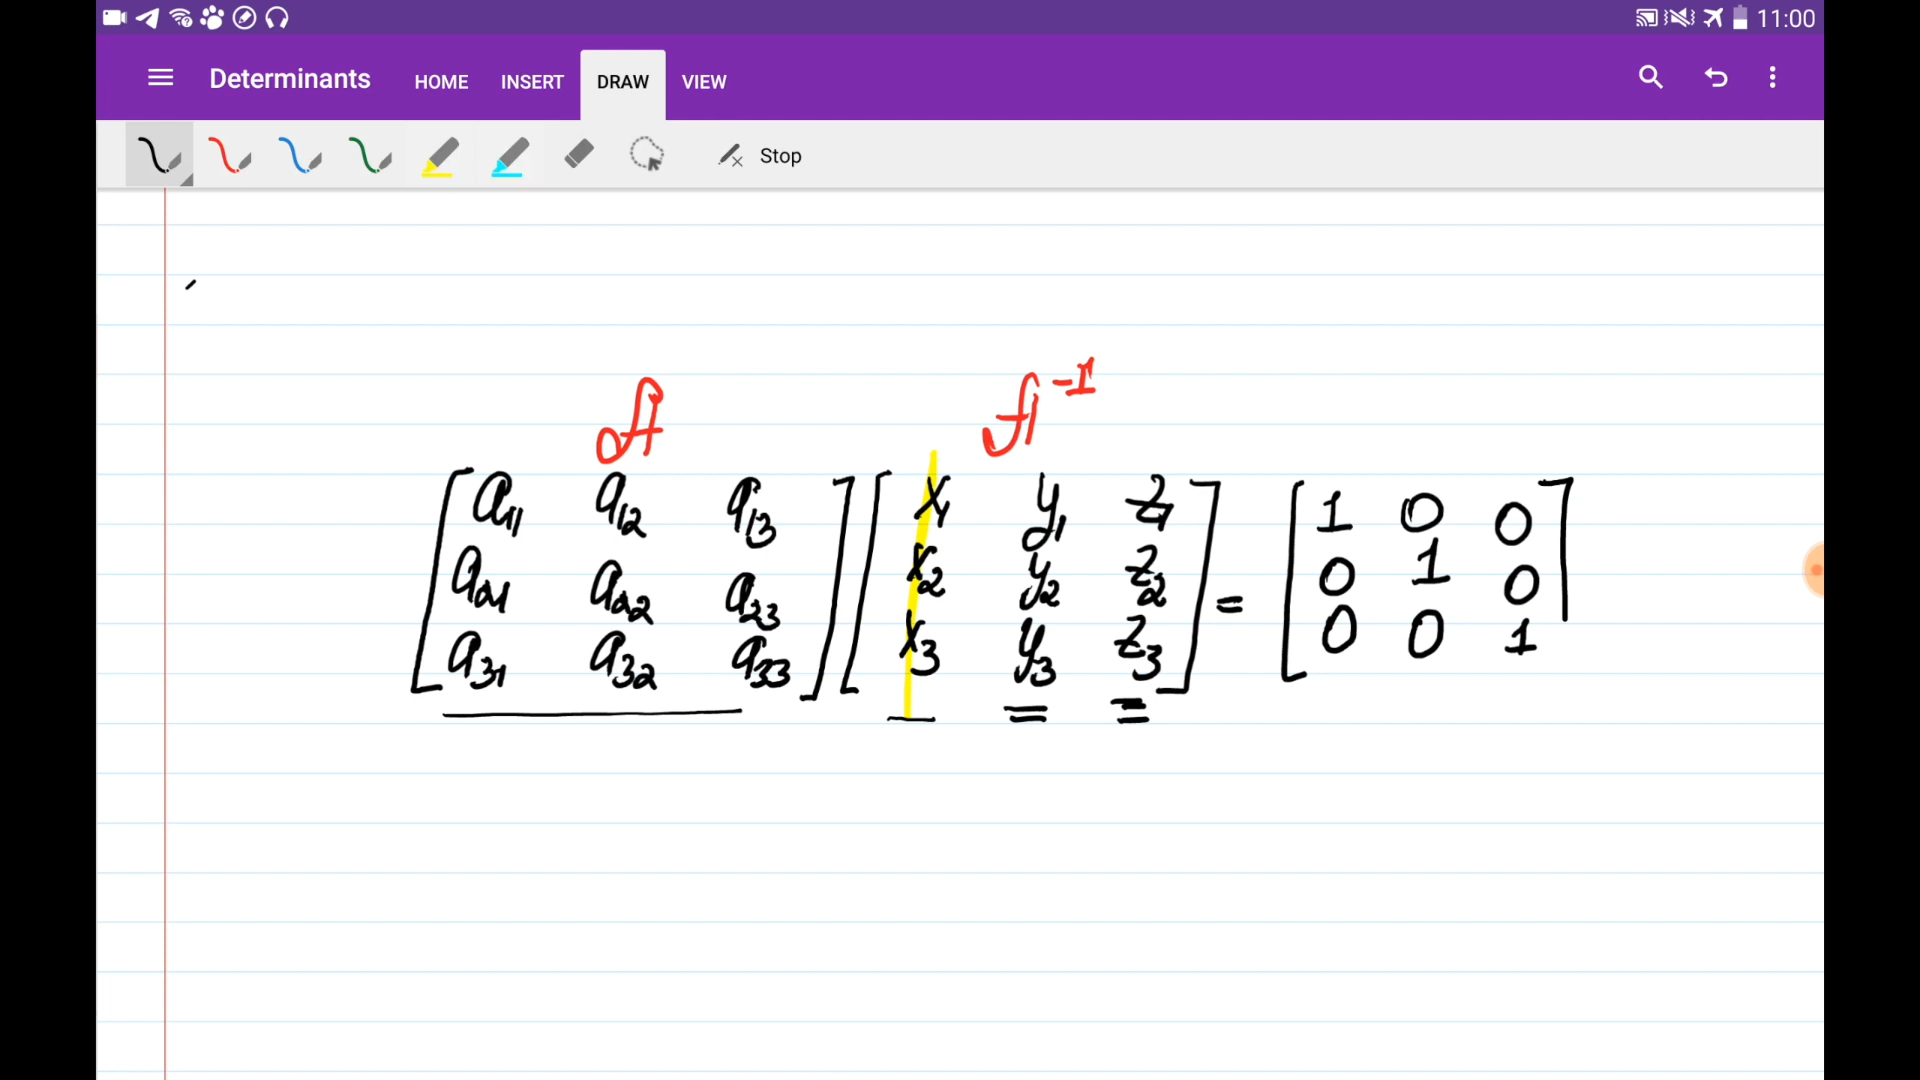 11:00
Determinants HOME INSERT DRAW VIEW
Stop
A A⁻¹
[a₁₁ a₁₂ a₁₃] [x₁ y₁ z₁] [1 0 0]
[a₂₁ a₂₂ a₂₃] [x₂ y₂ z₂] = [0 1 0]
[a₃₁ a₃₂ a₃₃] [x₃ y₃ z₃] [0 0 1]